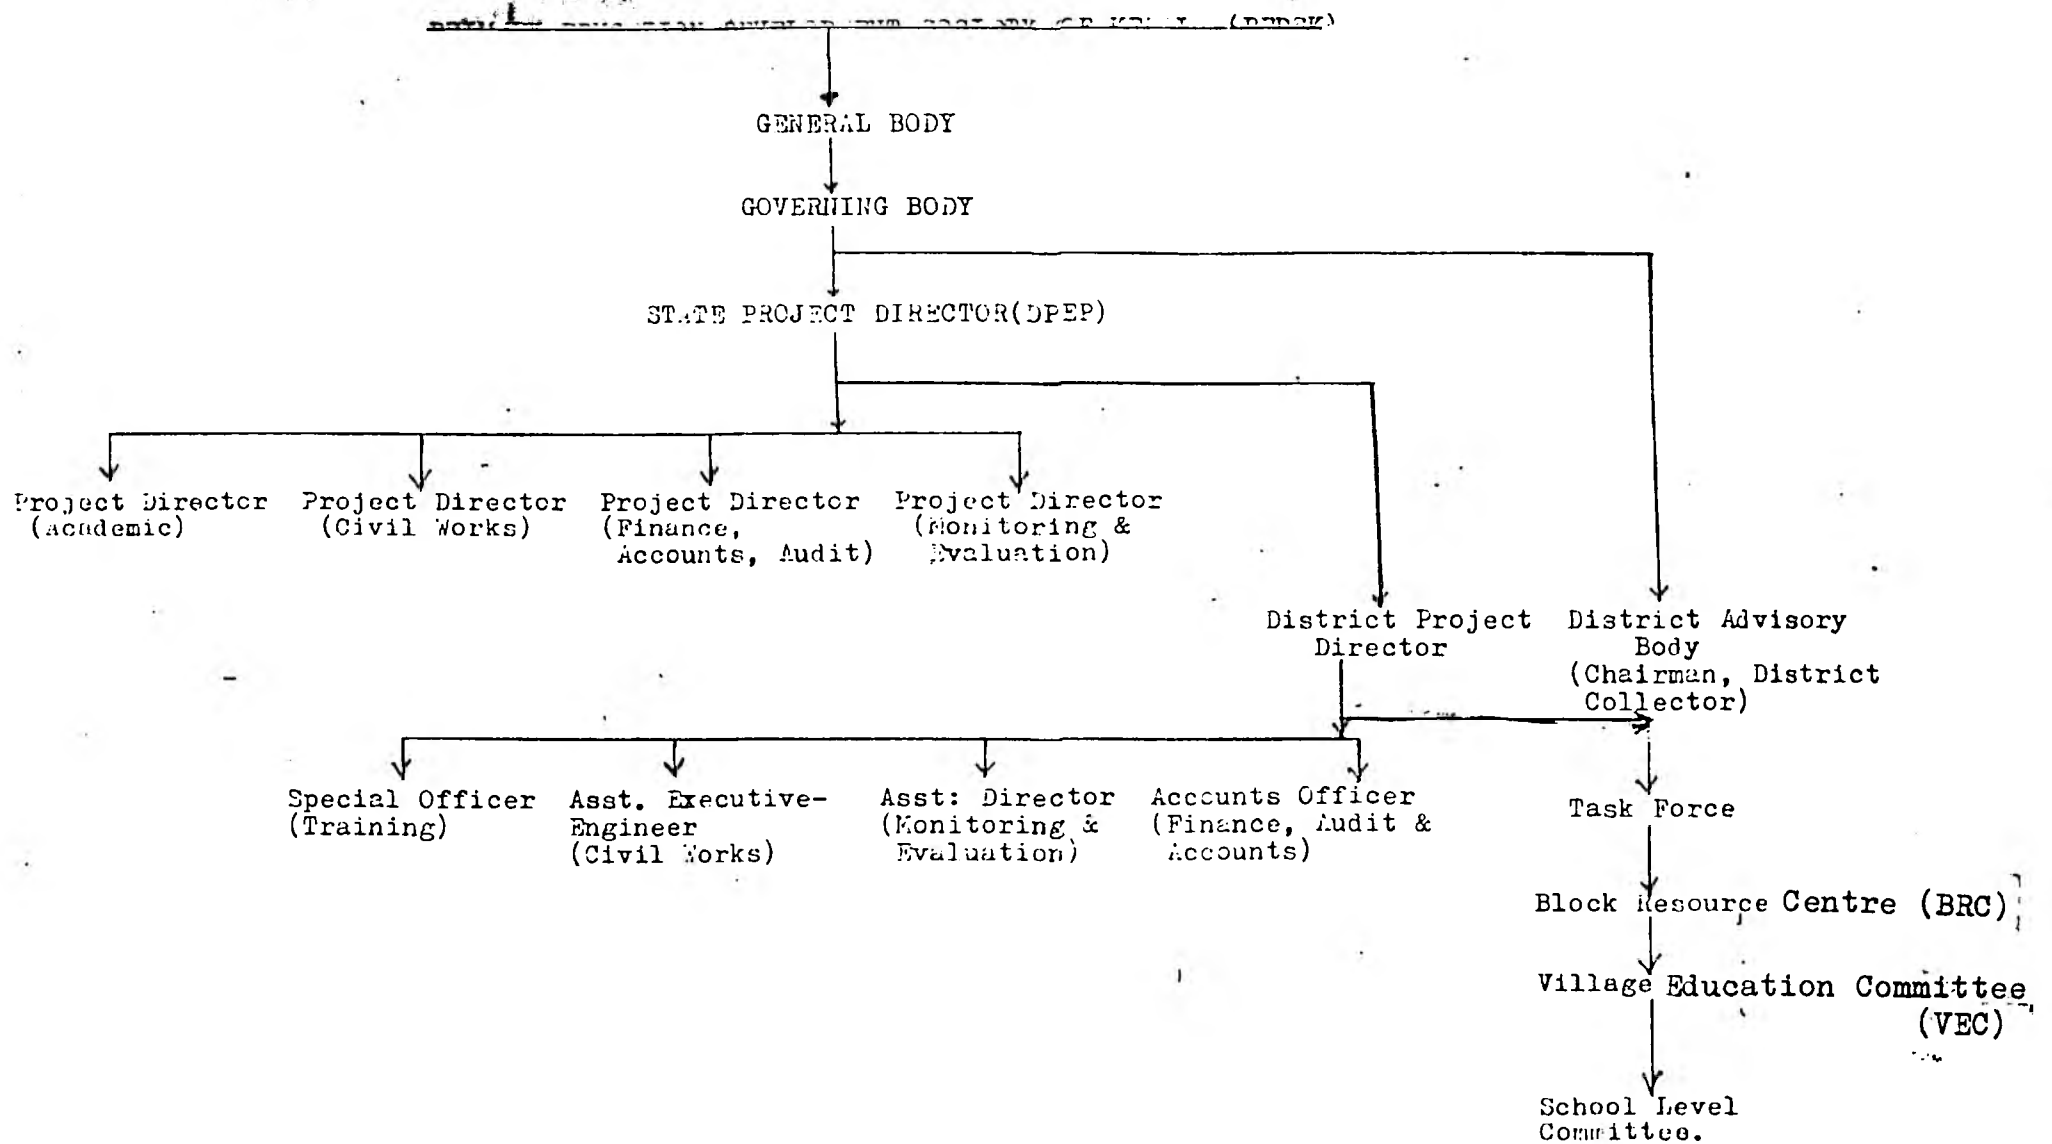 GENERAL BODY
GOVERNING BODY
STATE PROJECT DIRECTOR(DPEP)
Project Director
(Academic)
Project Director
(Civil Works)
Project Director
(Finance,
Accounts, Audit)
Project Director
(Monitoring &
Evaluation)
District Project
Director
District Advisory
Body
(Chairman, District
Collector)
Special Officer
(Training)
Asst. Executive-
Engineer
(Civil Works)
Asst: Director
(Monitoring &
Evaluation)
Accounts Officer
(Finance, Audit &
Accounts)
Task Force
Block Resource Centre (BRC)
Village Education Committee
(VEC)
School Level
Committee.